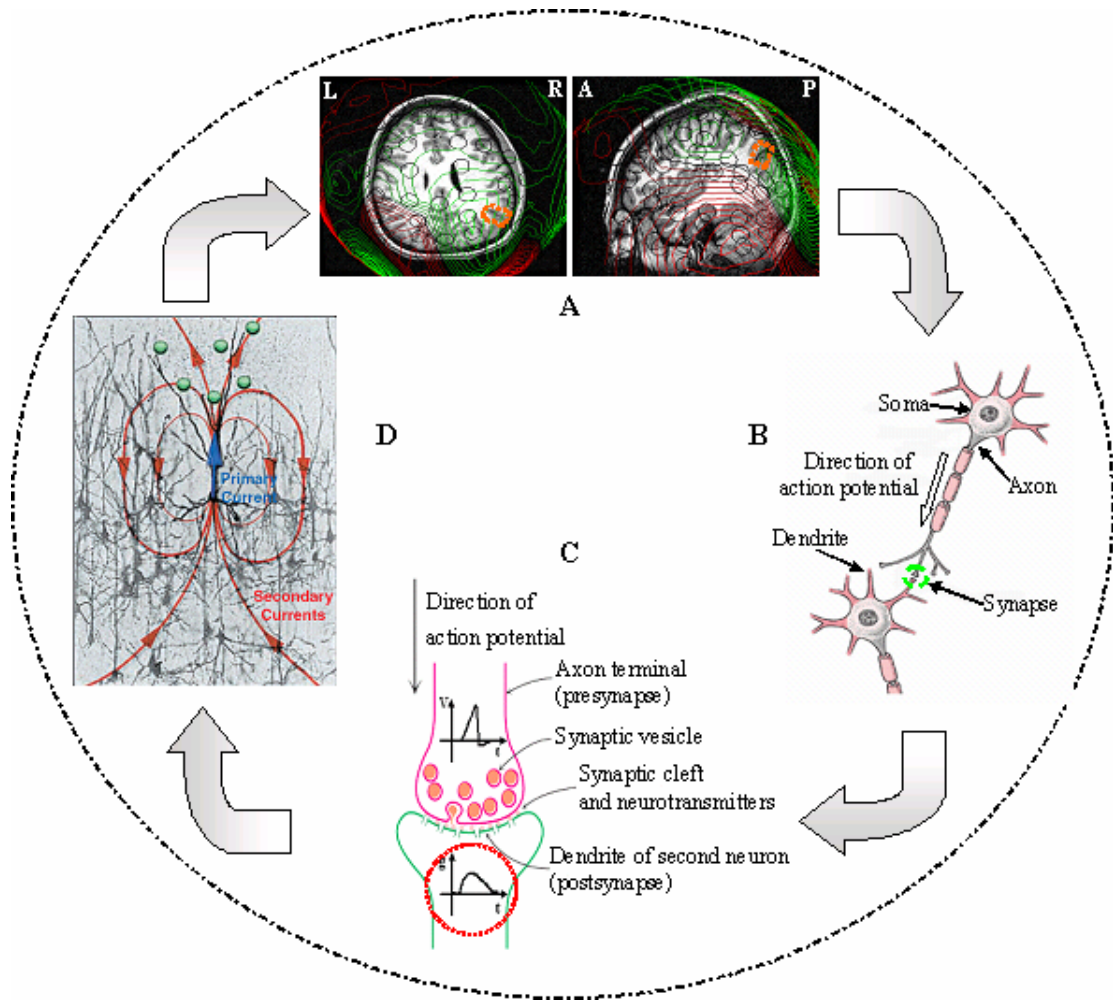 L
R
A
P
A
Soma
B
D
Direction of
action potential
Axon
Primary
Current
Dendrite
C
Synapse
Secondary
Currents
Direction of
action potential
Axon terminal
(presynapse)
V
t
Synaptic vesicle
Synaptic cleft
and neurotransmitters
Dendrite of second neuron
(postsynapse)
g
t